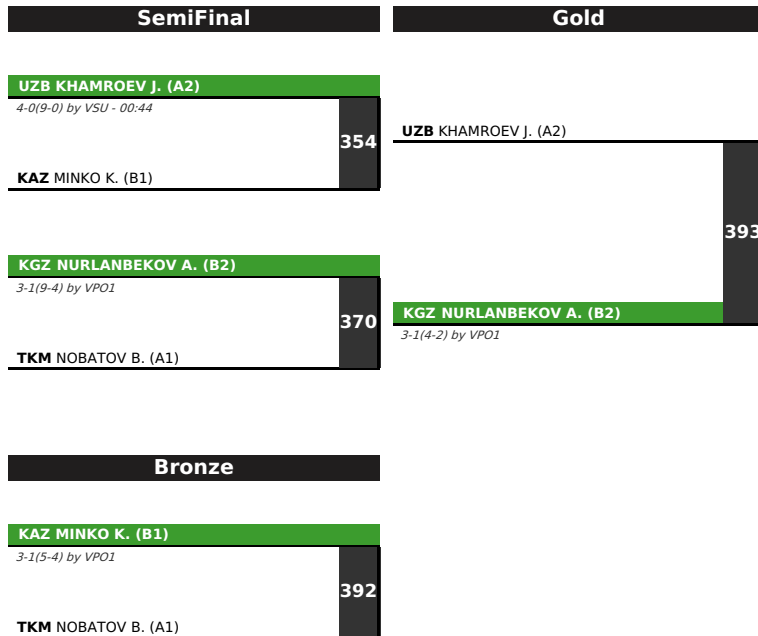 SemiFinal
UZB KHAMROEV J. (A2)
4-0(9-0) by VSU - 00:44
354
KAZ MINKO K. (B1)
KGZ NURLANBEKOV A. (B2)
3-1(9-4) by VPO1
370
TKM NOBATOV B. (A1)
Gold
UZB KHAMROEV J. (A2)
393
KGZ NURLANBEKOV A. (B2)
3-1(4-2) by VPO1
Bronze
KAZ MINKO K. (B1)
3-1(5-4) by VPO1
392
TKM NOBATOV B. (A1)